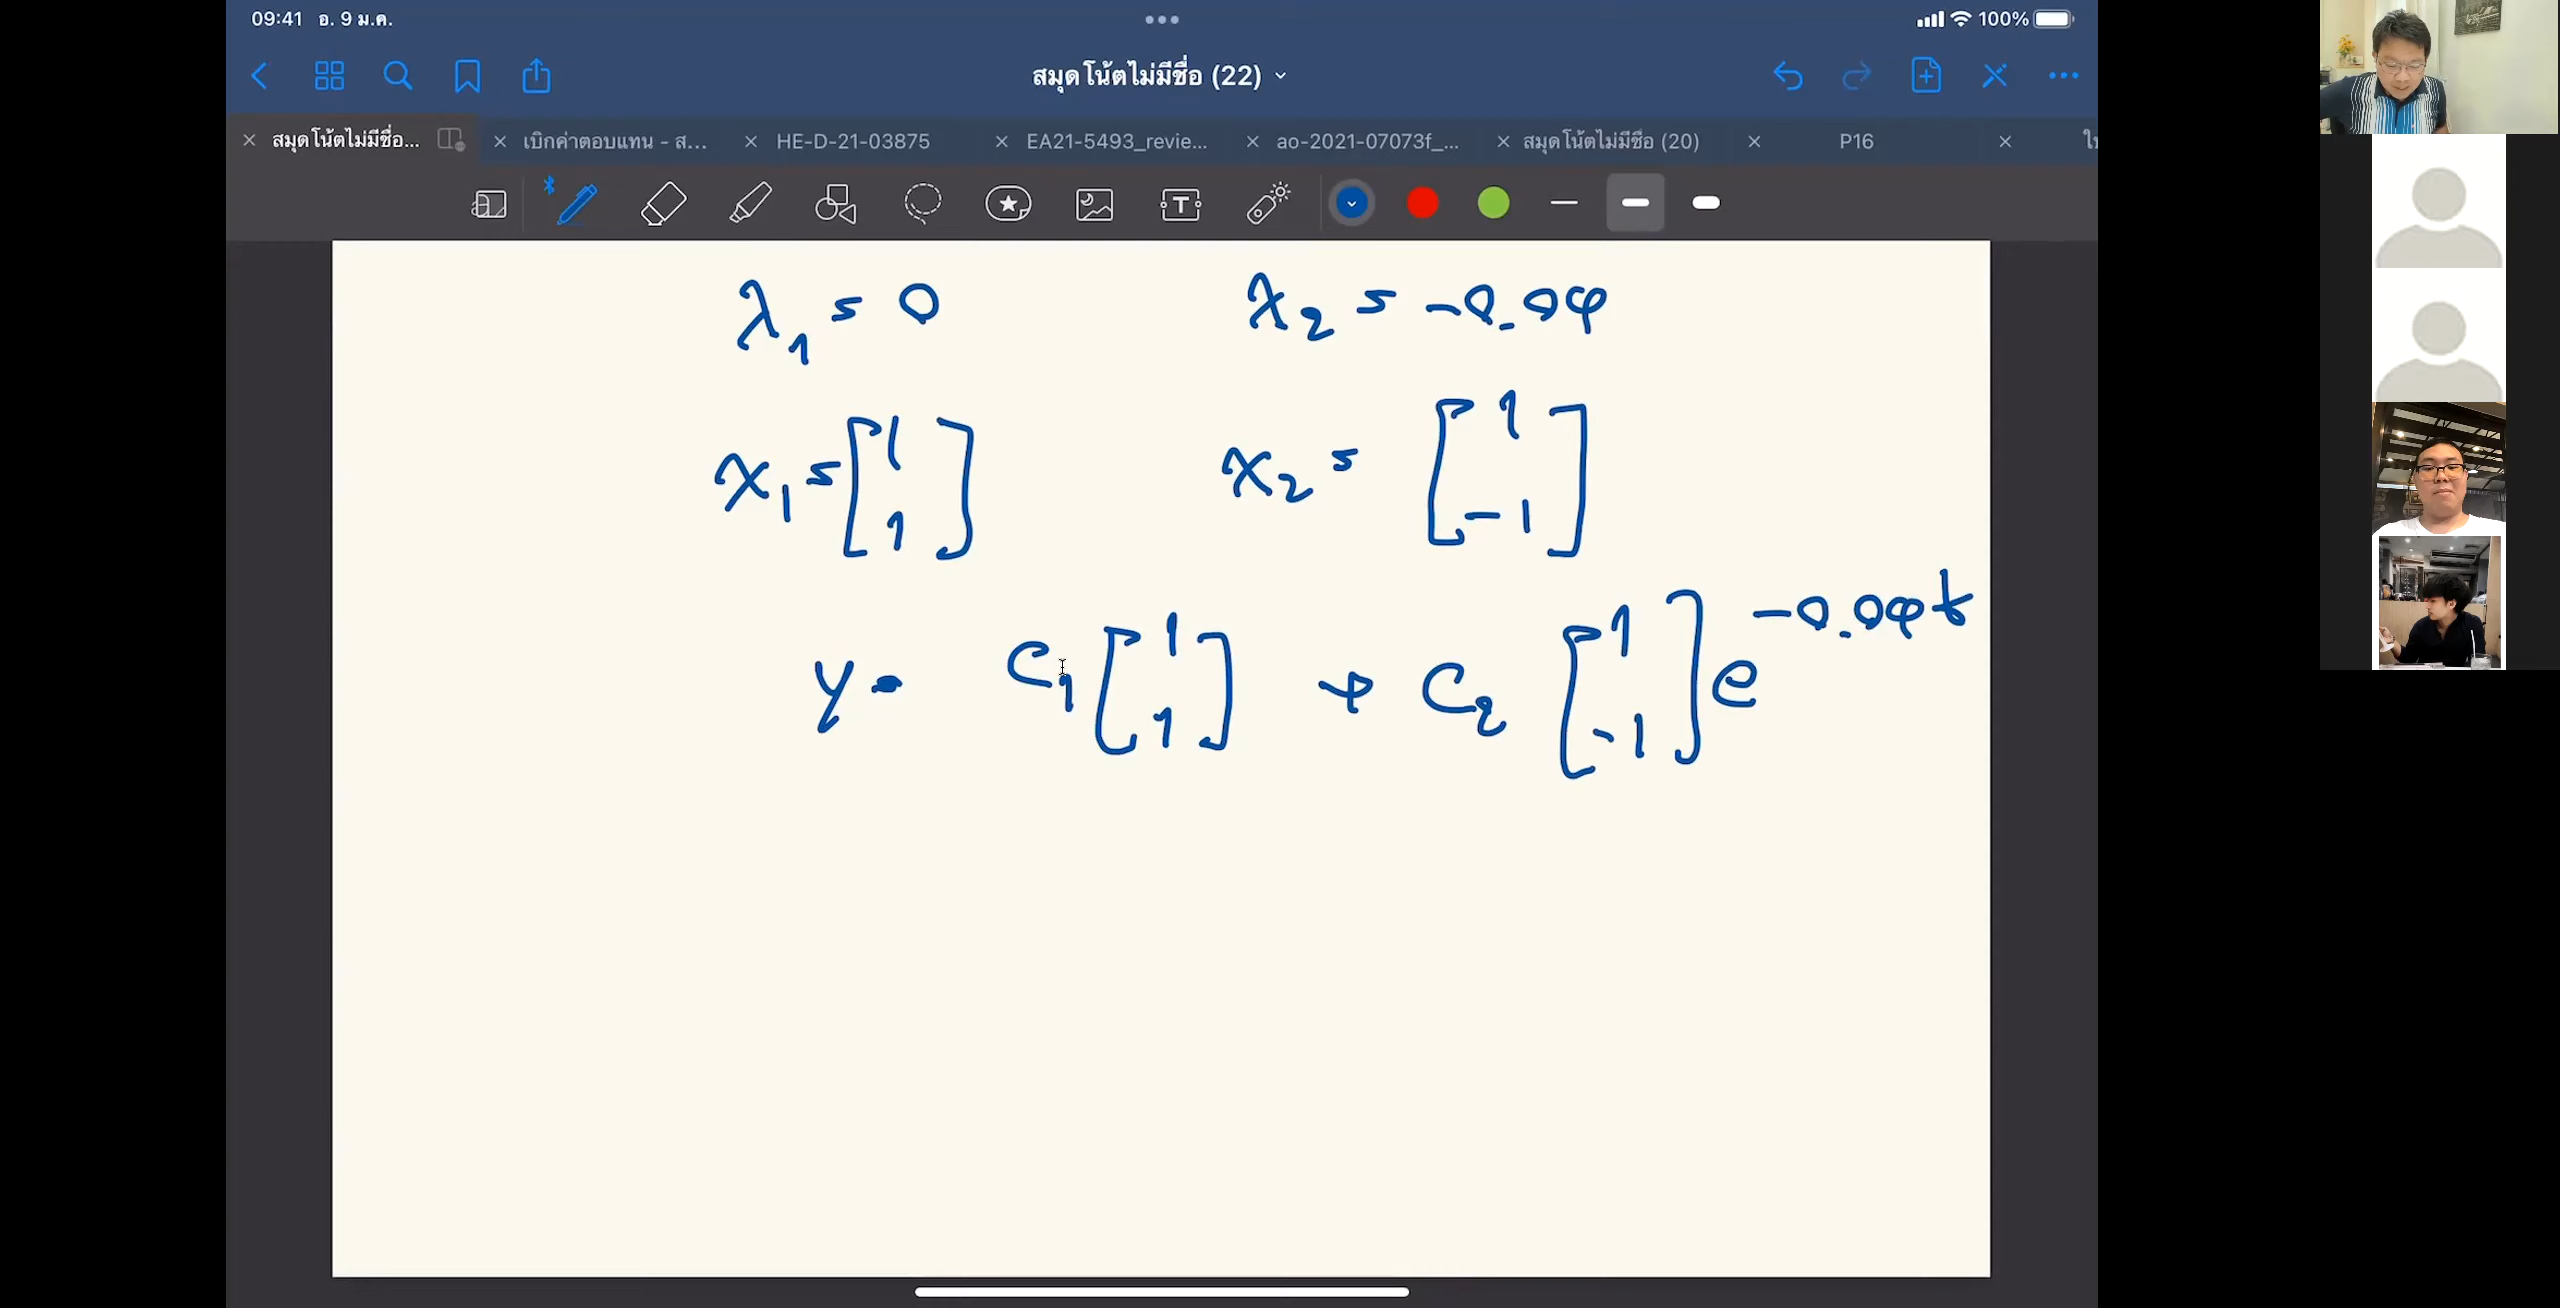 09:41 อ. 9 ม.ค. 100%
สมุดโน้ตไม่มีชื่อ (22)
สมุดโน้ตไม่มีชื่อ... เบิกค่าตอบแทน - ส... HE-D-21-03875 EA21-5493_revie... ao-2021-07073f_... สมุดโน้ตไม่มีชื่อ (20) P16
λ₁ = 0 λ₂ = -0.04
x₁ = [1 1] x₂ = [1 -1]
y = C₁ [1 1] + C₂ [1 -1] e^-0.04t